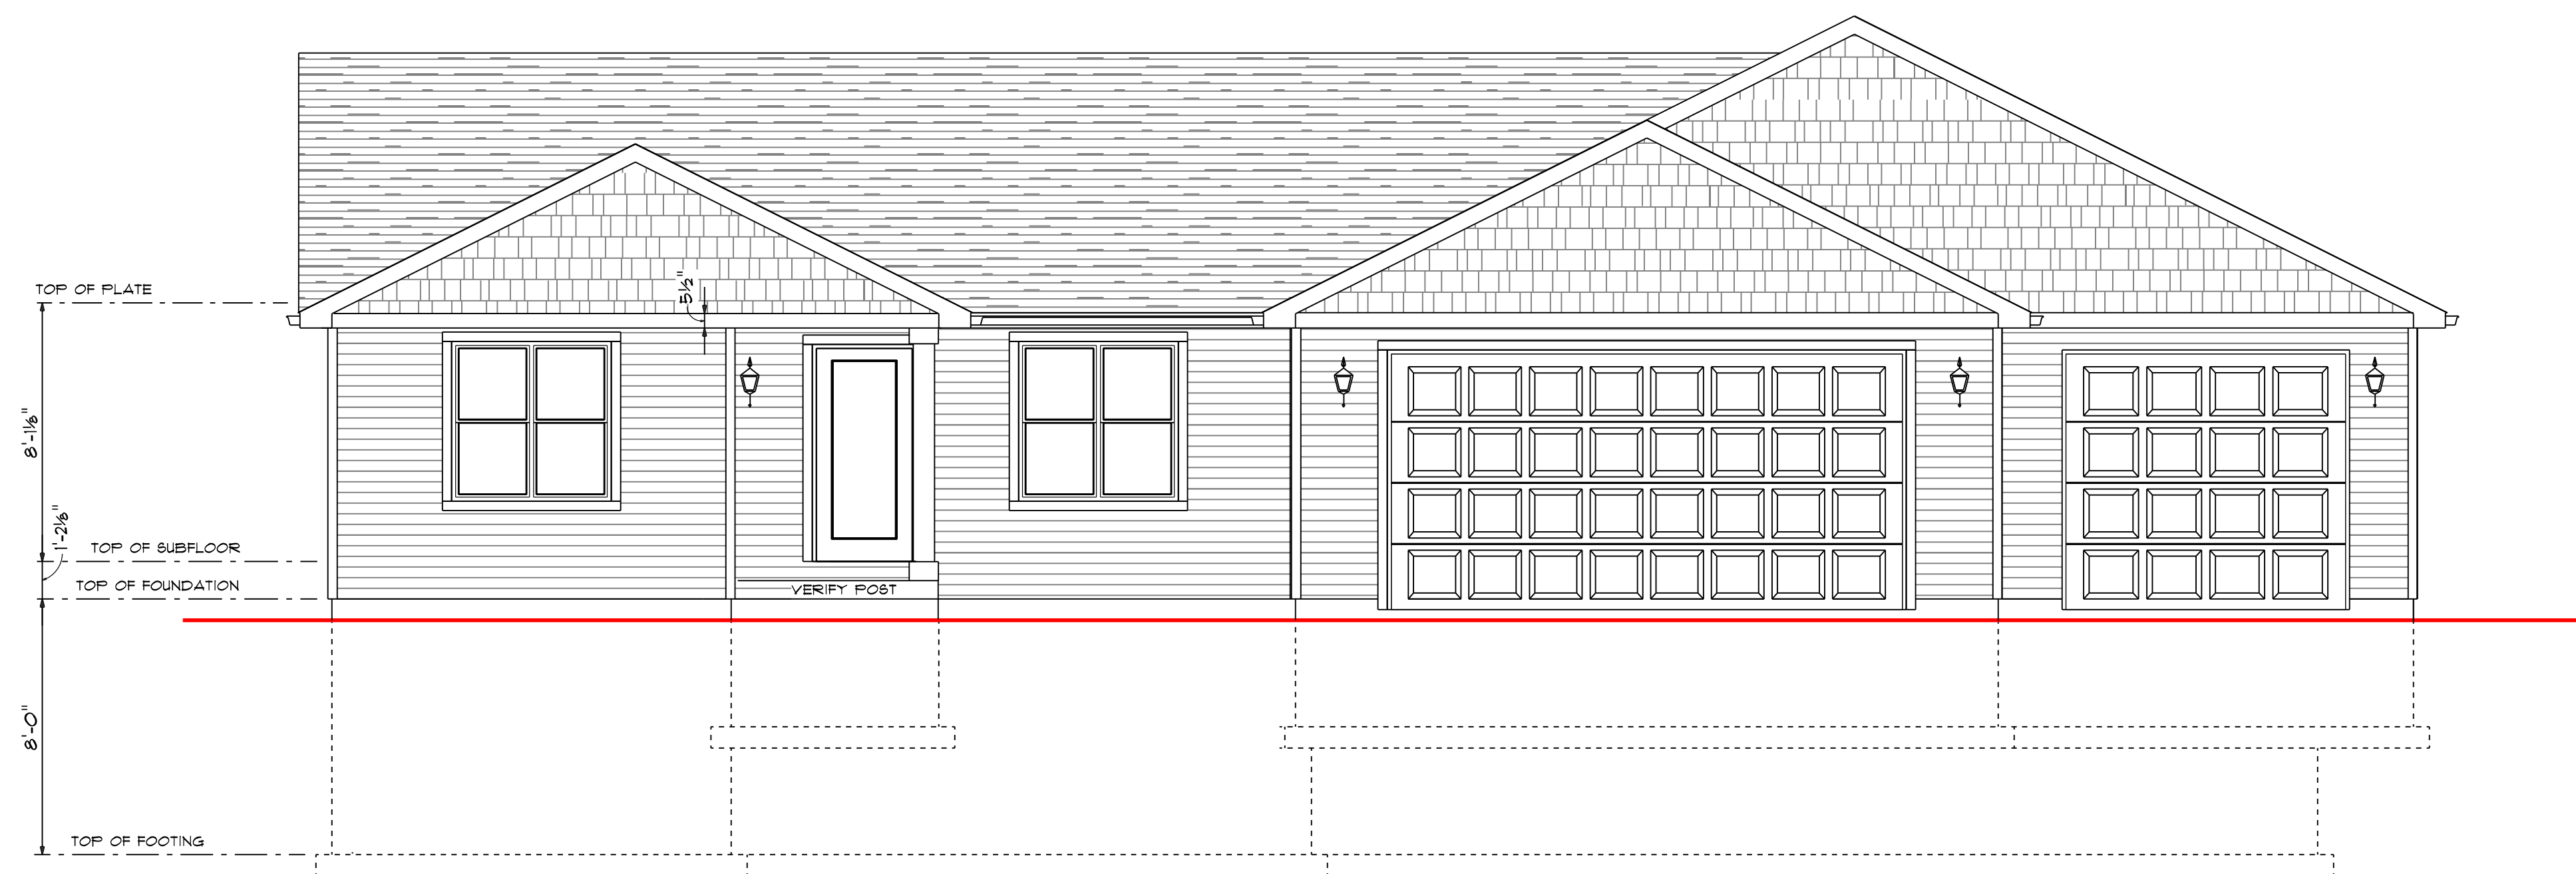 TOP OF PLATE
5½"
8'-1⅛"
1'-2⅛"
TOP OF SUBFLOOR
TOP OF FOUNDATION
VERIFY POST
8'-0"
TOP OF FOOTING